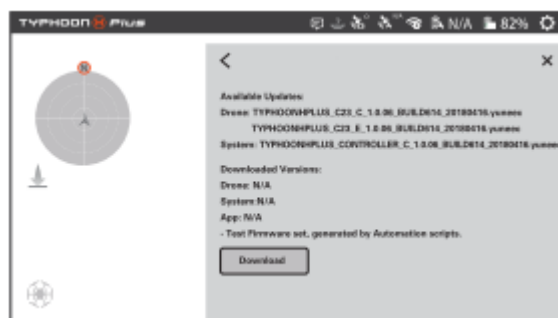 TYPHOON H Plus
N/A 82%
Available Updates:
Drone: TYPHOONHPLUS_C23_C_1.0.06_BUILD614_20180416.yuneec
TYPHOONHPLUS_C23_E_1.0.06_BUILD614_20180416.yuneec
System: TYPHOONHPLUS_CONTROLLER_C_1.0.06_BUILD614_20180416.yuneec
Downloaded Versions:
Drone: N/A
System:N/A
App: N/A
- Test Firmware set, generated by Automation scripts.
Download